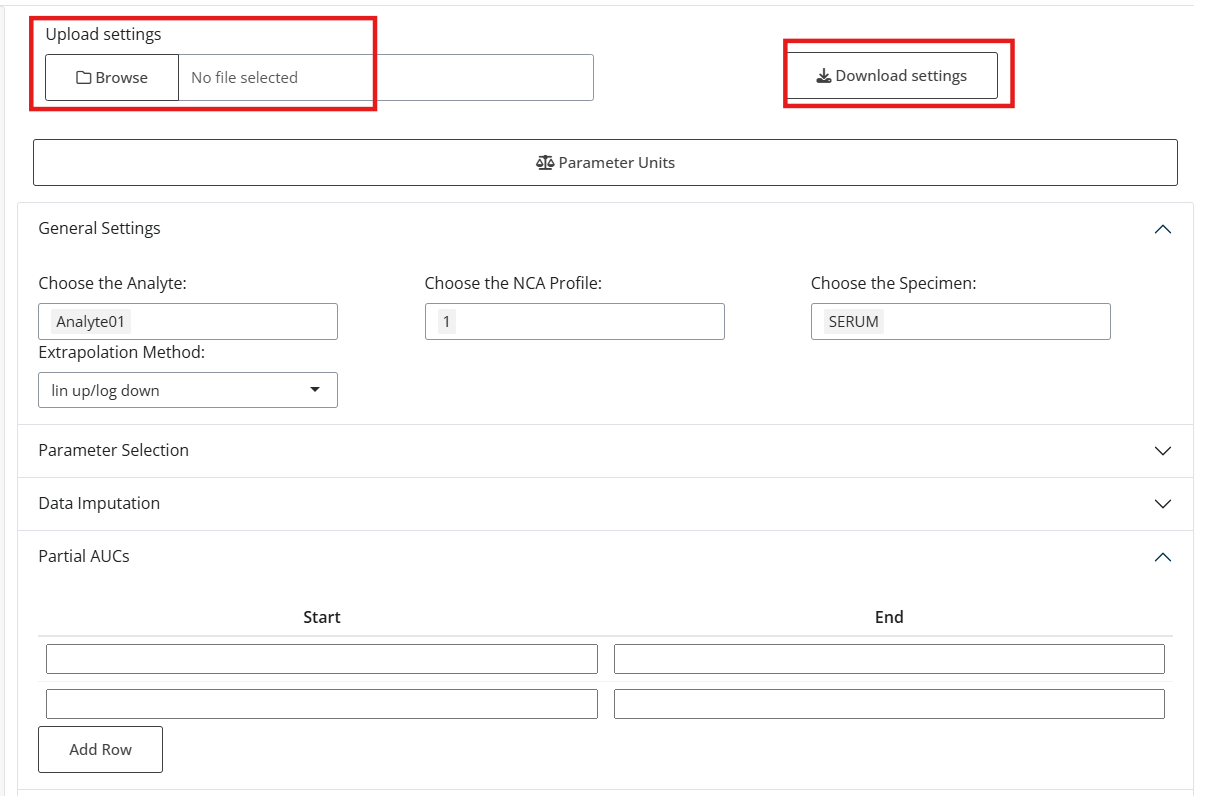 Upload settings
Browse No file selected
Download settings
Parameter Units
General Settings
Choose the Analyte: Choose the NCA Profile: Choose the Specimen:
Analyte01 1 SERUM
Extrapolation Method:
lin up/log down
Parameter Selection
Data Imputation
Partial AUCs
Start End
Add Row